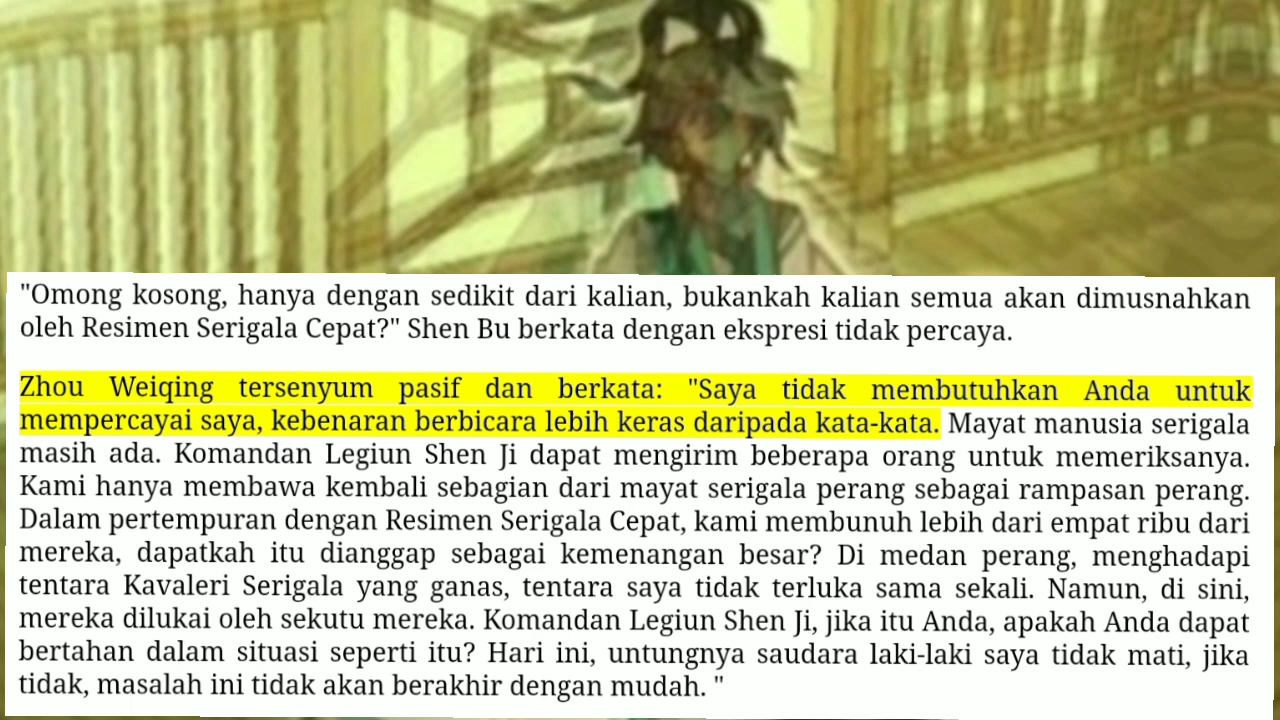 "Omong kosong, hanya dengan sedikit dari kalian, bukankah kalian semua akan dimusnahkan
oleh Resimen Serigala Cepat?" Shen Bu berkata dengan ekspresi tidak percaya.
Zhou Weiqing tersenyum pasif dan berkata: "Saya tidak membutuhkan Anda untuk
mempercayai saya, kebenaran berbicara lebih keras daripada kata-kata. Mayat manusia serigala
masih ada. Komandan Legiun Shen Ji dapat mengirim beberapa orang untuk memeriksanya.
Kami hanya membawa kembali sebagian dari mayat serigala perang sebagai rampasan perang.
Dalam pertempuran dengan Resimen Serigala Cepat, kami membunuh lebih dari empat ribu dari
mereka, dapatkah itu dianggap sebagai kemenangan besar? Di medan perang, menghadapi
tentara Kavaleri Serigala yang ganas, tentara saya tidak terluka sama sekali. Namun, di sini,
mereka dilukai oleh sekutu mereka. Komandan Legiun Shen Ji, jika itu Anda, apakah Anda dapat
bertahan dalam situasi seperti itu? Hari ini, untungnya saudara laki-laki saya tidak mati, jika
tidak, masalah ini tidak akan berakhir dengan mudah. "